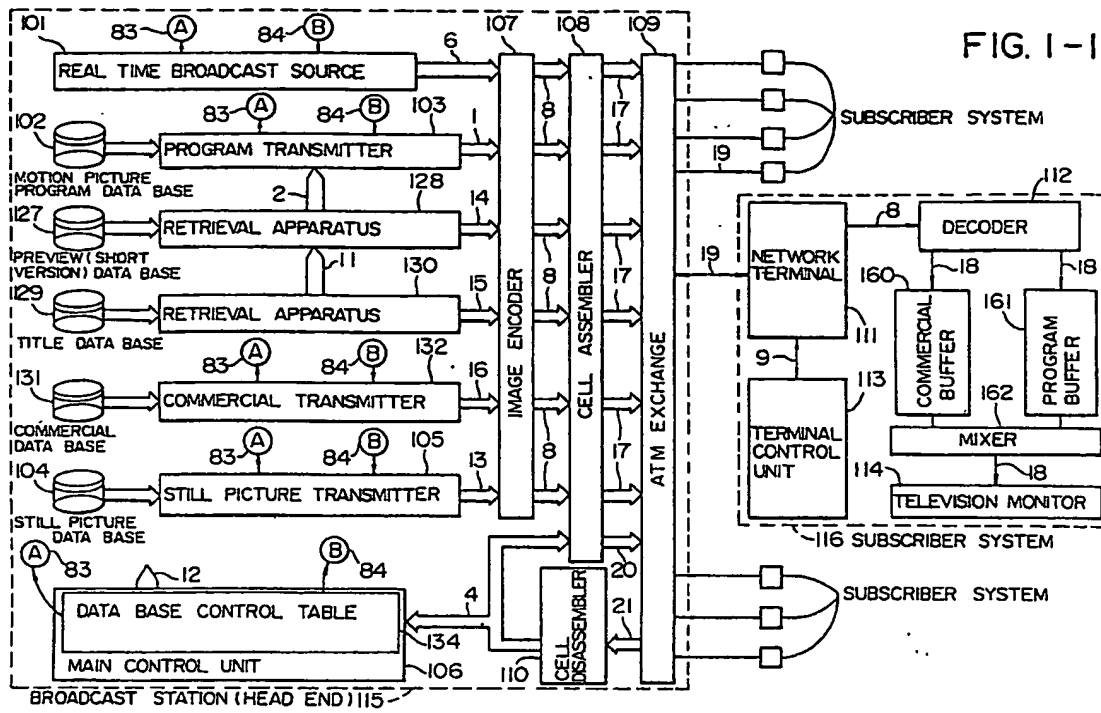 FIG. 1-1
101
83
A
84
B
6
107
108
109
REAL TIME BROADCAST SOURCE
8
17
102
83
A
84
B
103
1
PROGRAM TRANSMITTER
8
17
MOTION PICTURE
PROGRAM DATA BASE
2
128
127
RETRIEVAL APPARATUS
14
8
17
PREVIEW (SHORT
VERSION) DATA BASE
11
130
129
RETRIEVAL APPARATUS
15
8
17
TITLE DATA BASE
83
A
84
B
132
131
COMMERCIAL TRANSMITTER
16
8
17
COMMERCIAL
DATA BASE
83
A
84
B
105
104
STILL PICTURE TRANSMITTER
13
8
17
STILL PICTURE
DATA BASE
IMAGE ENCODER
CELL ASSEMBLER
ATM EXCHANGE
A
83
12
B
84
DATA BASE CONTROL TABLE
134
MAIN CONTROL UNIT
106
4
20
21
CELL
DISASSEMBLER
110
BROADCAST STATION (HEAD END) 115
SUBSCRIBER SYSTEM
19
19
112
NETWORK
TERMINAL
111
8
DECODER
18
18
160
COMMERCIAL
BUFFER
161
PROGRAM
BUFFER
9
113
TERMINAL
CONTROL
UNIT
162
MIXER
114
18
TELEVISION MONITOR
116 SUBSCRIBER SYSTEM
SUBSCRIBER SYSTEM